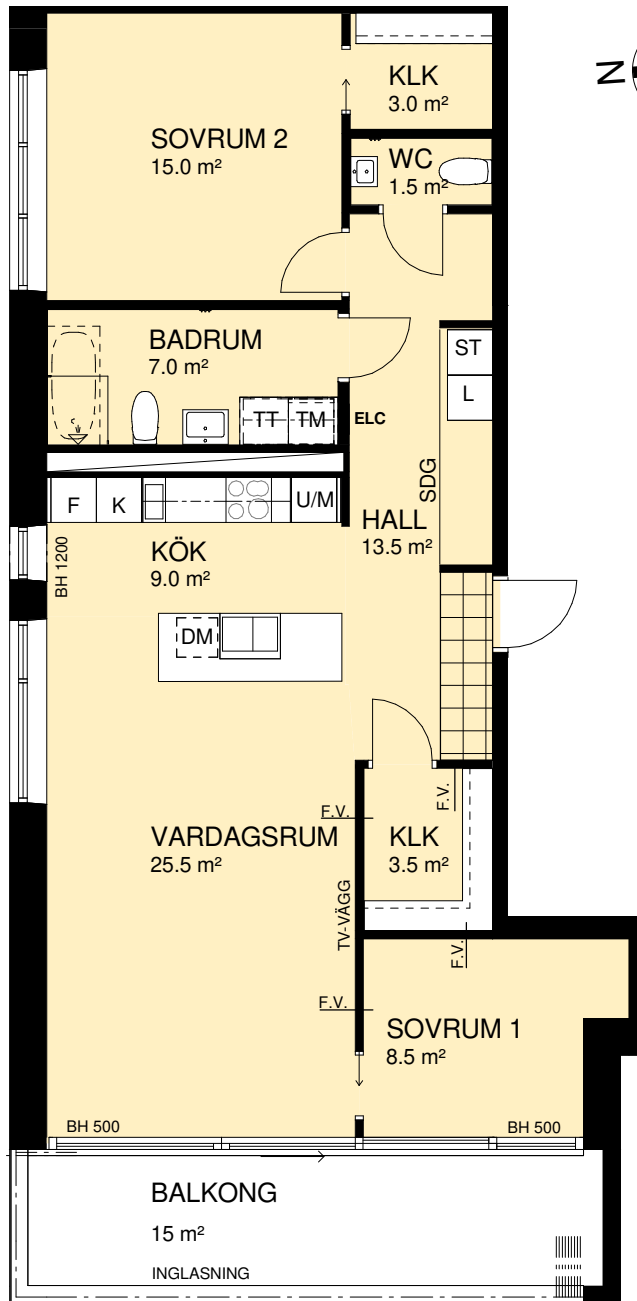 KLK
3.0 m²
N
SOVRUM 2
15.0 m²
WC
1.5 m²
BADRUM
7.0 m²
ST
L
TT
TM
ELC
SDG
F
K
U/M
HALL
13.5 m²
KÖK
9.0 m²
BH 1200
DM
F.V.
F.V.
VARDAGSRUM
25.5 m²
KLK
3.5 m²
TV-VÄGG
F.V.
F.V.
SOVRUM 1
8.5 m²
BH 500
BH 500
BALKONG
15 m²
INGLASNING